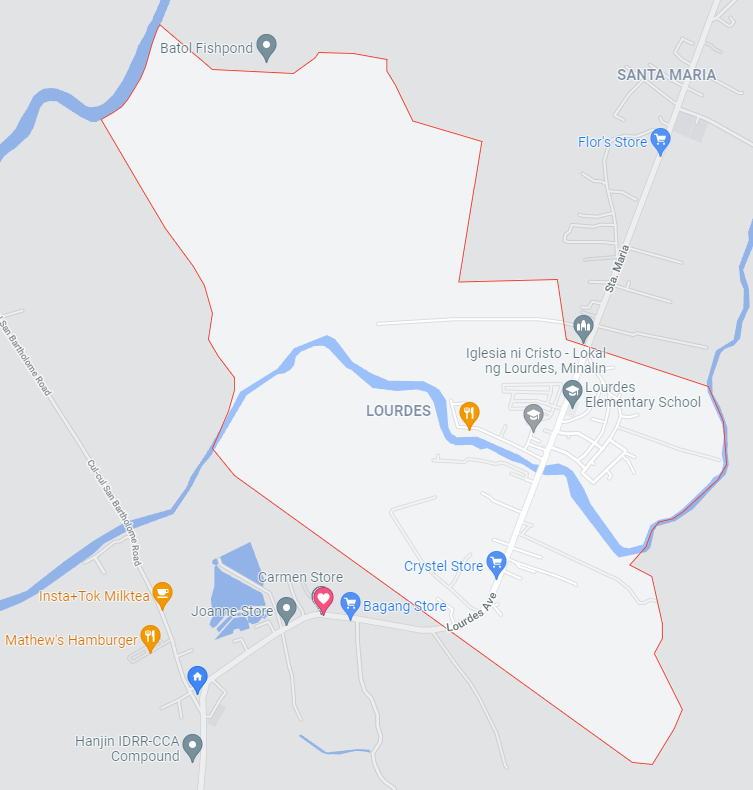 Batol Fishpond
SANTA MARIA
Flor's Store
Sta. Maria
San Bartholome Road
Iglesia ni Cristo - Lokal
ng Lourdes, Minalin
Lourdes
Elementary School
LOURDES
Cul-cul San Bartholome Road
Crystel Store
Carmen Store
Insta+Tok Milktea
Joanne Store
Bagang Store
Lourdes Ave
Mathew's Hamburger
Hanjin IDRR-CCA
Compound